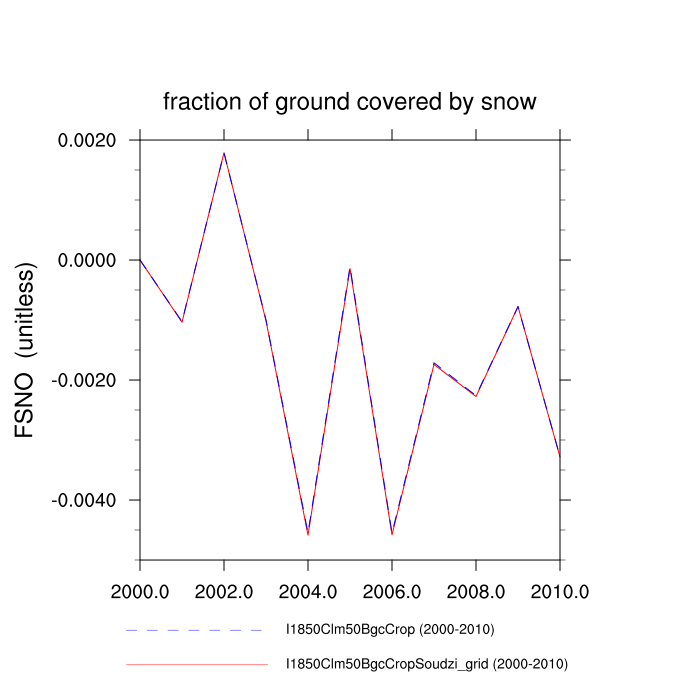 fraction of ground covered by snow
0.0020
0.0000
-0.0020
-0.0040
FSNO (unitless)
2000.0 2002.0 2004.0 2006.0 2008.0 2010.0
I1850Clm50BgcCrop (2000-2010)
I1850Clm50BgcCropSoudzi_grid (2000-2010)